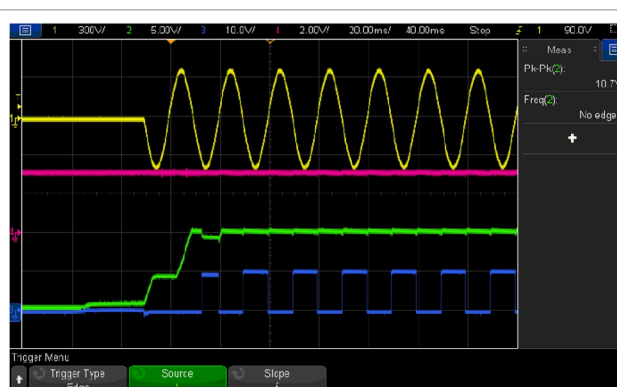 1 300V/ 2 5.00V/ 3 10.0V/ 4 2.00V/ 20.00ms/ 40.00ms Stop 1 90.0V
Meas
Pk-Pk(2):
10.7V
Freq(2):
No edge
+
Trigger Menu
Trigger Type
Edge
Source
1
Slope